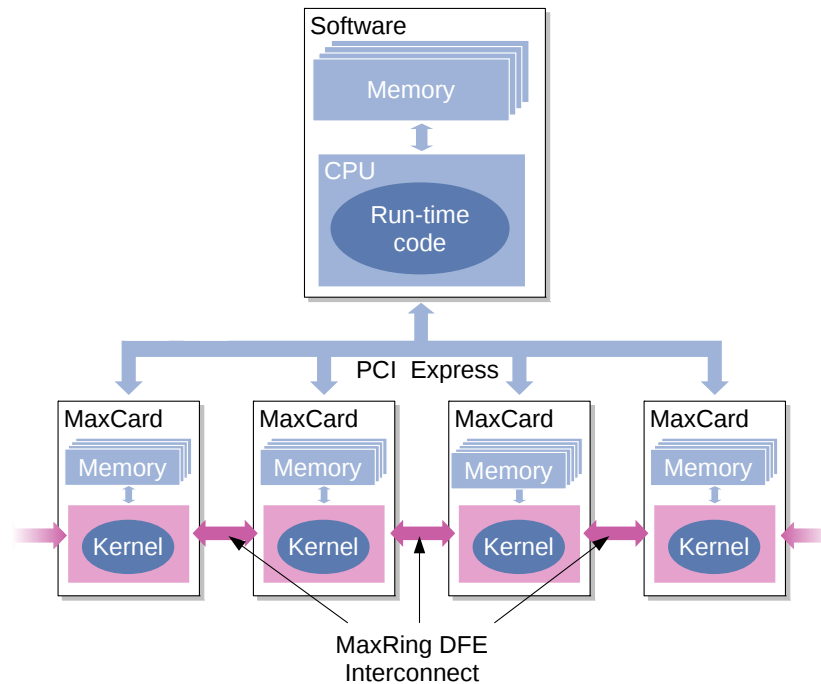 Software
Memory
CPU
Run-time
code
PCI Express
MaxCard
MaxCard
MaxCard
MaxCard
Memory
Memory
Memory
Memory
Kernel
Kernel
Kernel
Kernel
MaxRing DFE
Interconnect